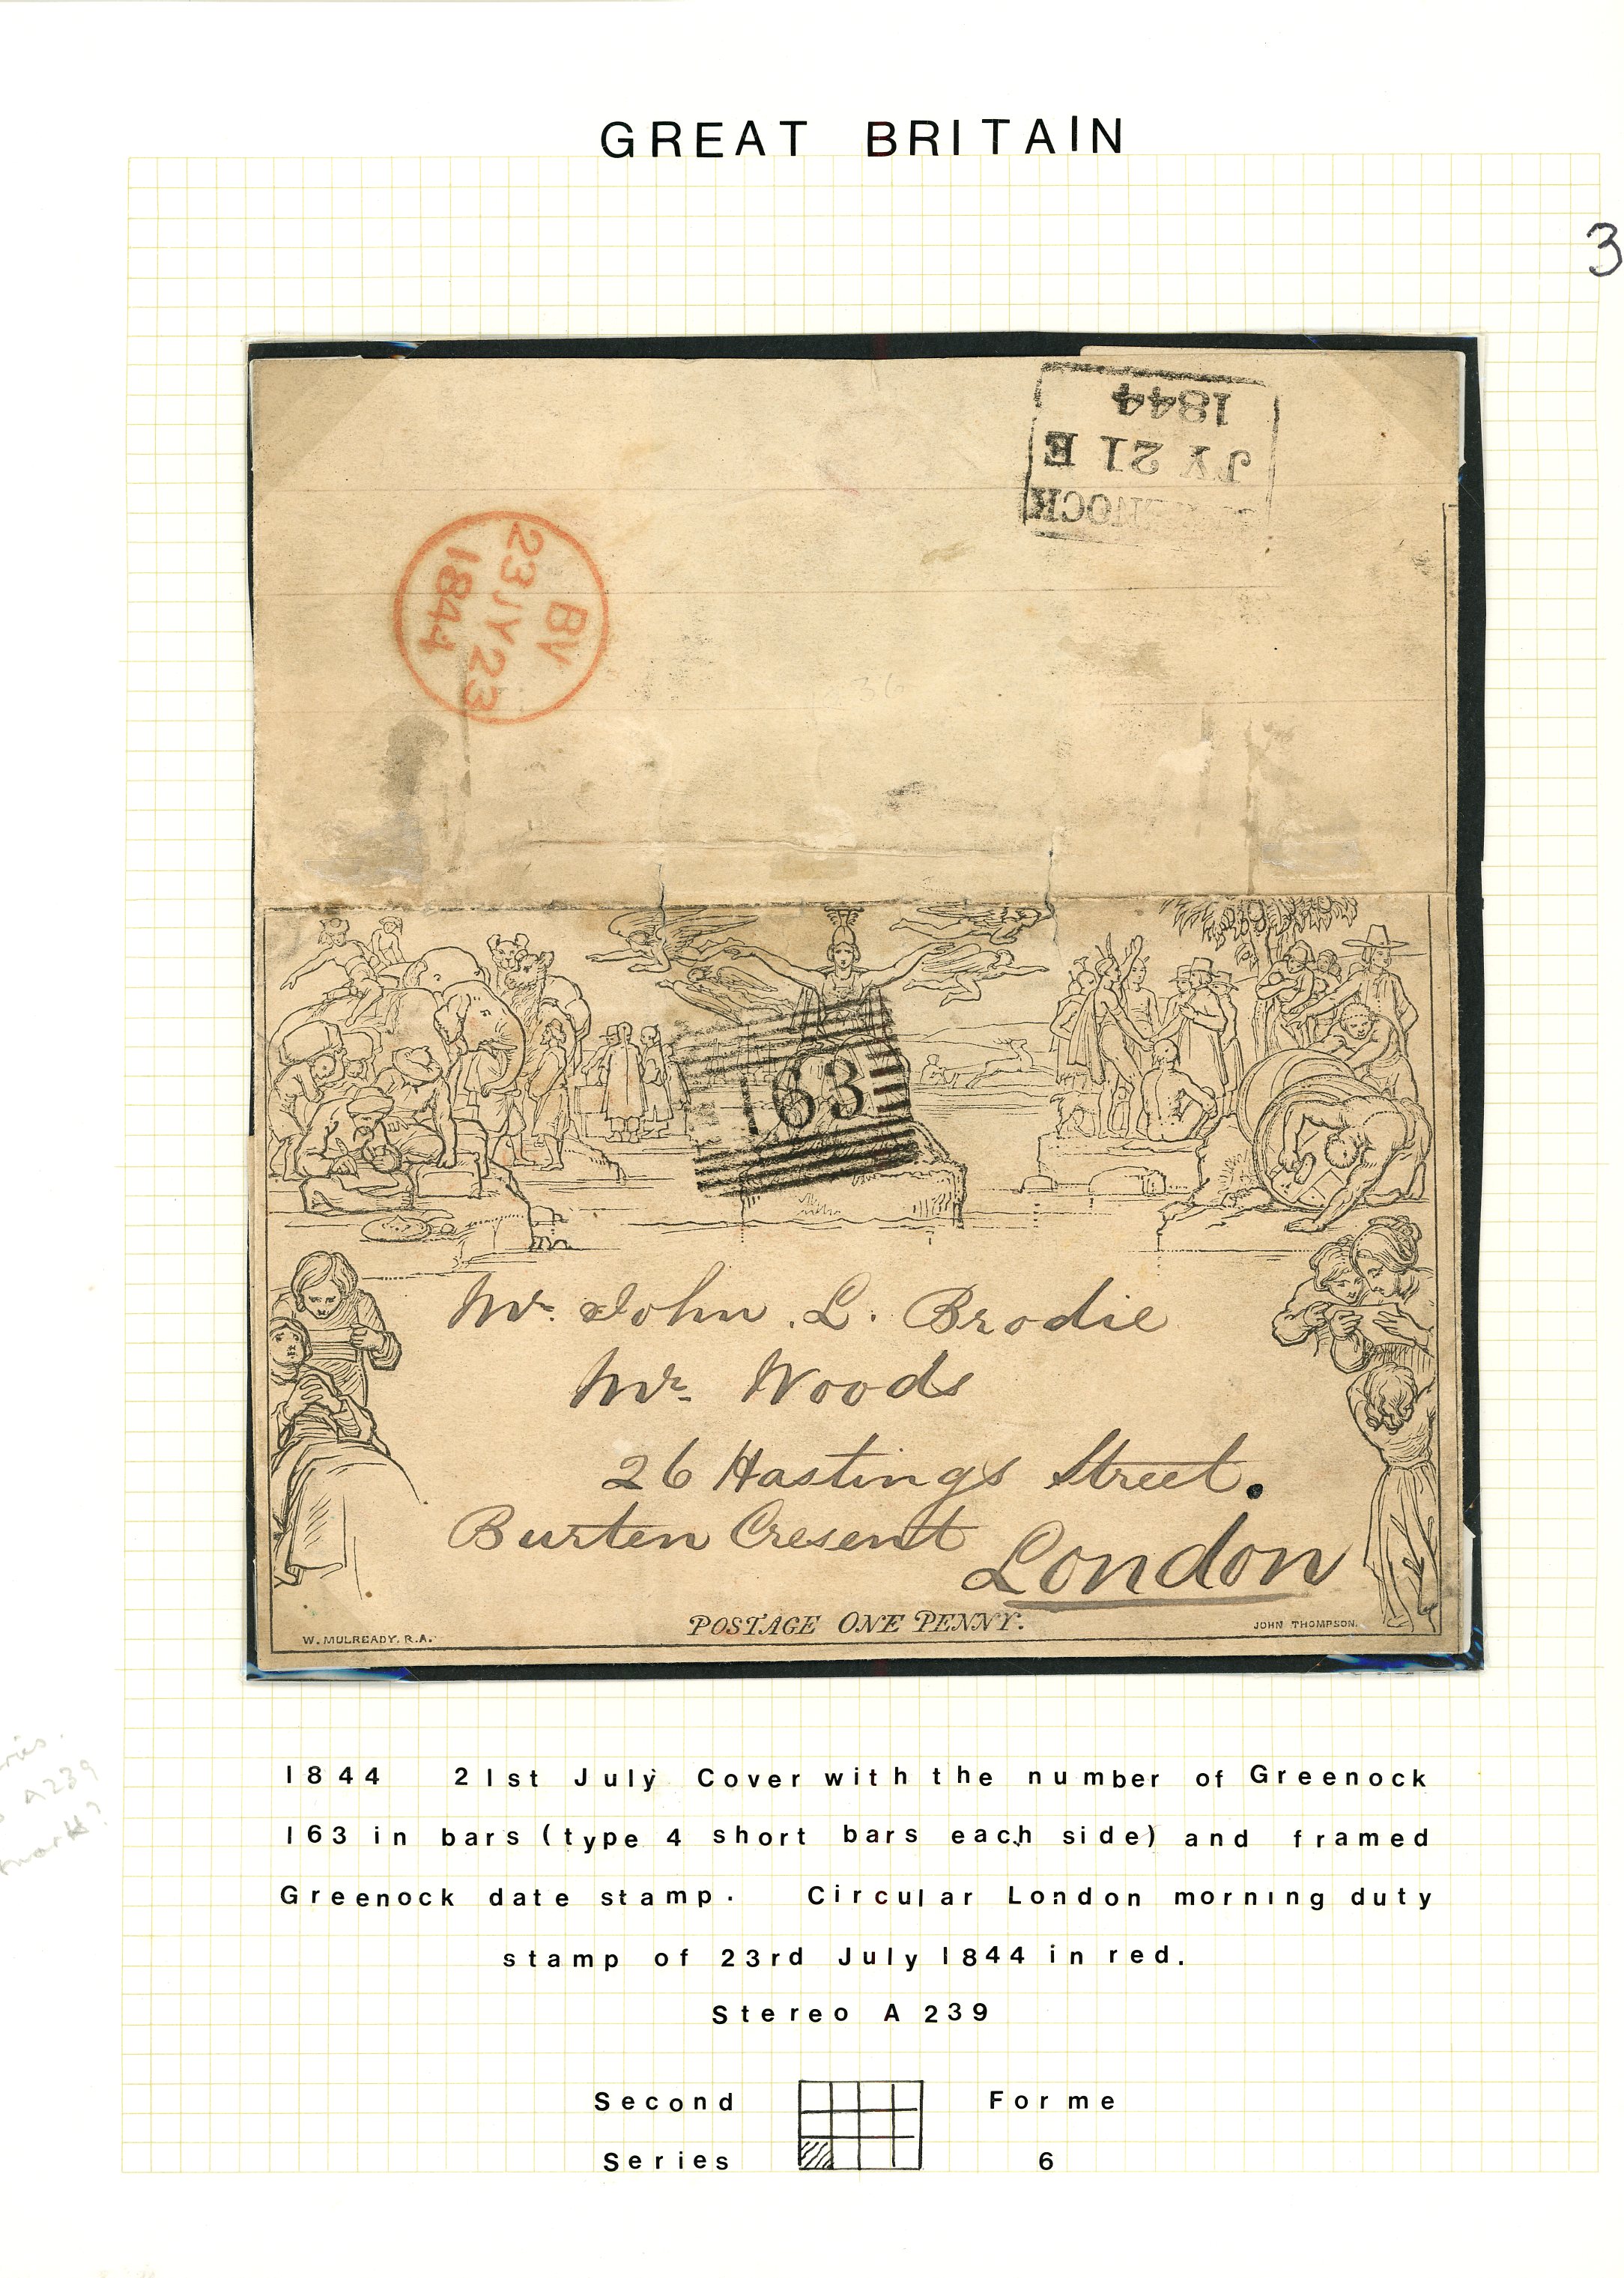 GREAT BRITAIN
3
1844
JY 21 E
BV
23 JY 23
1844
163
Mr. John. L. Brodie
Mr. Woods
26 Hastings Street.
Burten Cresent
London
POSTAGE ONE PENNY.
W. MULREADY. R.A.
JOHN THOMPSON.
1844 21st July Cover with the number of Greenock
163 in bars (type 4 short bars each side) and framed
Greenock date stamp. Circular London morning duty
stamp of 23rd July 1844 in red.
Stereo A 239
Second Forme
Series 6
A239